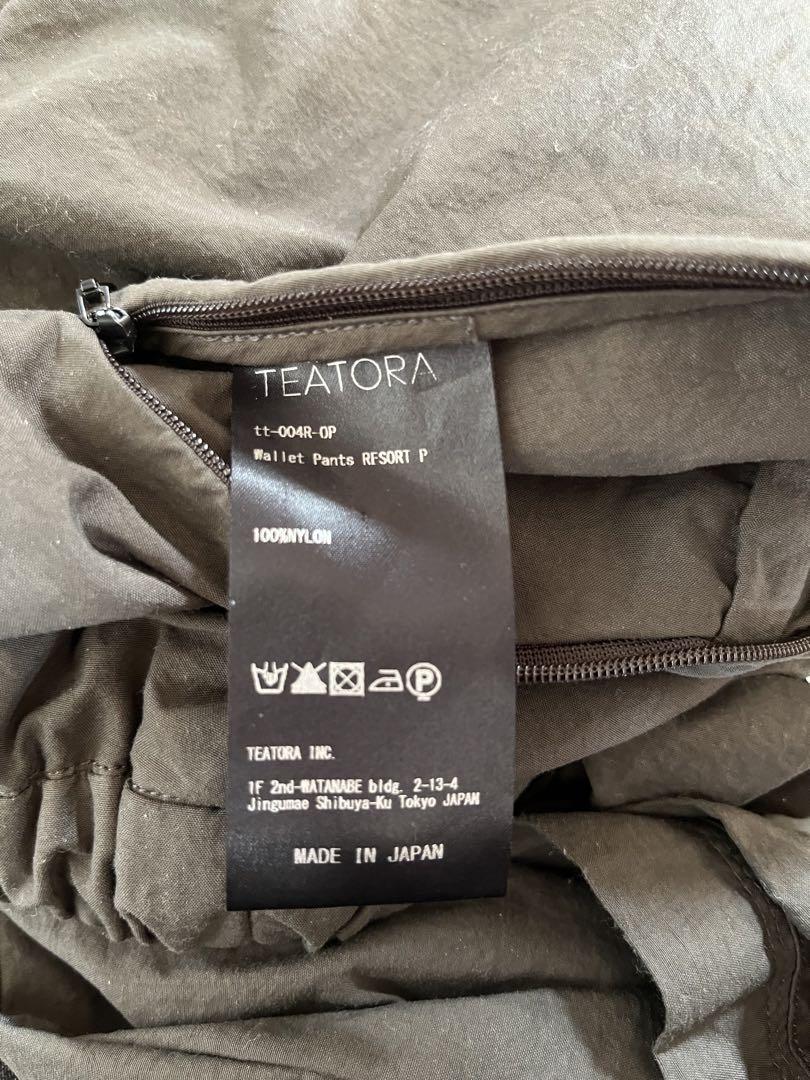 TEATORA
tt-004R-OP
Wallet Pants RESORT P
100%NYLON
P
TEATORA INC.
1F 2nd-WATANABE bldg. 2-13-4
Jingumae Shibuya-Ku Tokyo JAPAN
MADE IN JAPAN